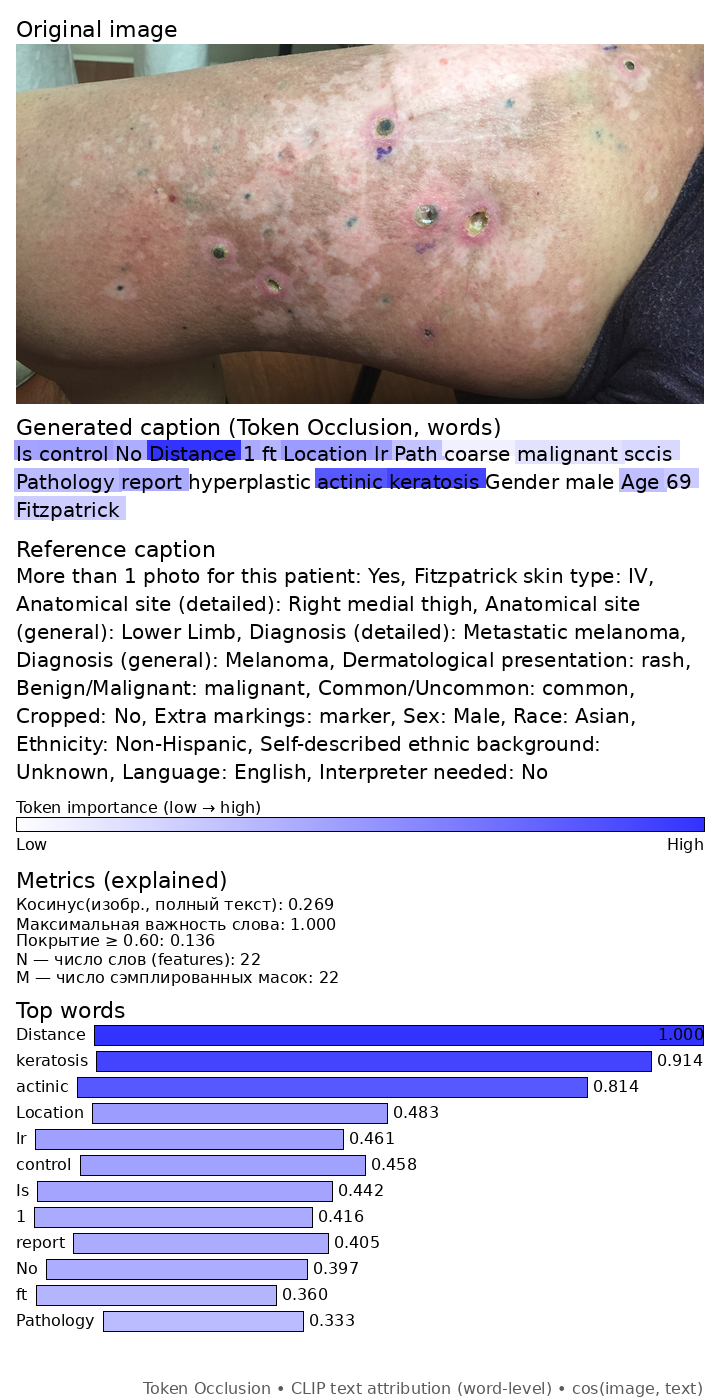 Original image
Generated caption (Token Occlusion, words)
Is control No Distance 1 ft Location Ir Path coarse malignant sccis
Pathology report hyperplastic actinic keratosis Gender male Age 69
Fitzpatrick
Reference caption
More than 1 photo for this patient: Yes, Fitzpatrick skin type: IV,
Anatomical site (detailed): Right medial thigh, Anatomical site
(general): Lower Limb, Diagnosis (detailed): Metastatic melanoma,
Diagnosis (general): Melanoma, Dermatological presentation: rash,
Benign/Malignant: malignant, Common/Uncommon: common,
Cropped: No, Extra markings: marker, Sex: Male, Race: Asian,
Ethnicity: Non-Hispanic, Self-described ethnic background:
Unknown, Language: English, Interpreter needed: No
Token importance (low → high)
Low High
Metrics (explained)
Косинус(изобр., полный текст): 0.269
Максимальная важность слова: 1.000
Покрытие ≥ 0.60: 0.136
N — число слов (features): 22
M — число сэмплированных масок: 22
Top words
Distance 1.000
keratosis 0.914
actinic 0.814
Location 0.483
lr 0.461
control 0.458
Is 0.442
1 0.416
report 0.405
No 0.397
ft 0.360
Pathology 0.333
Token Occlusion • CLIP text attribution (word-level) • cos(image, text)